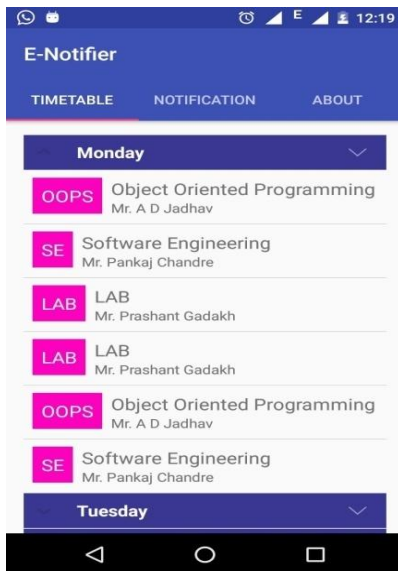 E 12:19
E-Notifier
TIMETABLE NOTIFICATION ABOUT
Monday
OOPS Object Oriented Programming
Mr. A D Jadhav
SE Software Engineering
Mr. Pankaj Chandre
LAB LAB
Mr. Prashant Gadakh
LAB LAB
Mr. Prashant Gadakh
OOPS Object Oriented Programming
Mr. A D Jadhav
SE Software Engineering
Mr. Pankaj Chandre
Tuesday